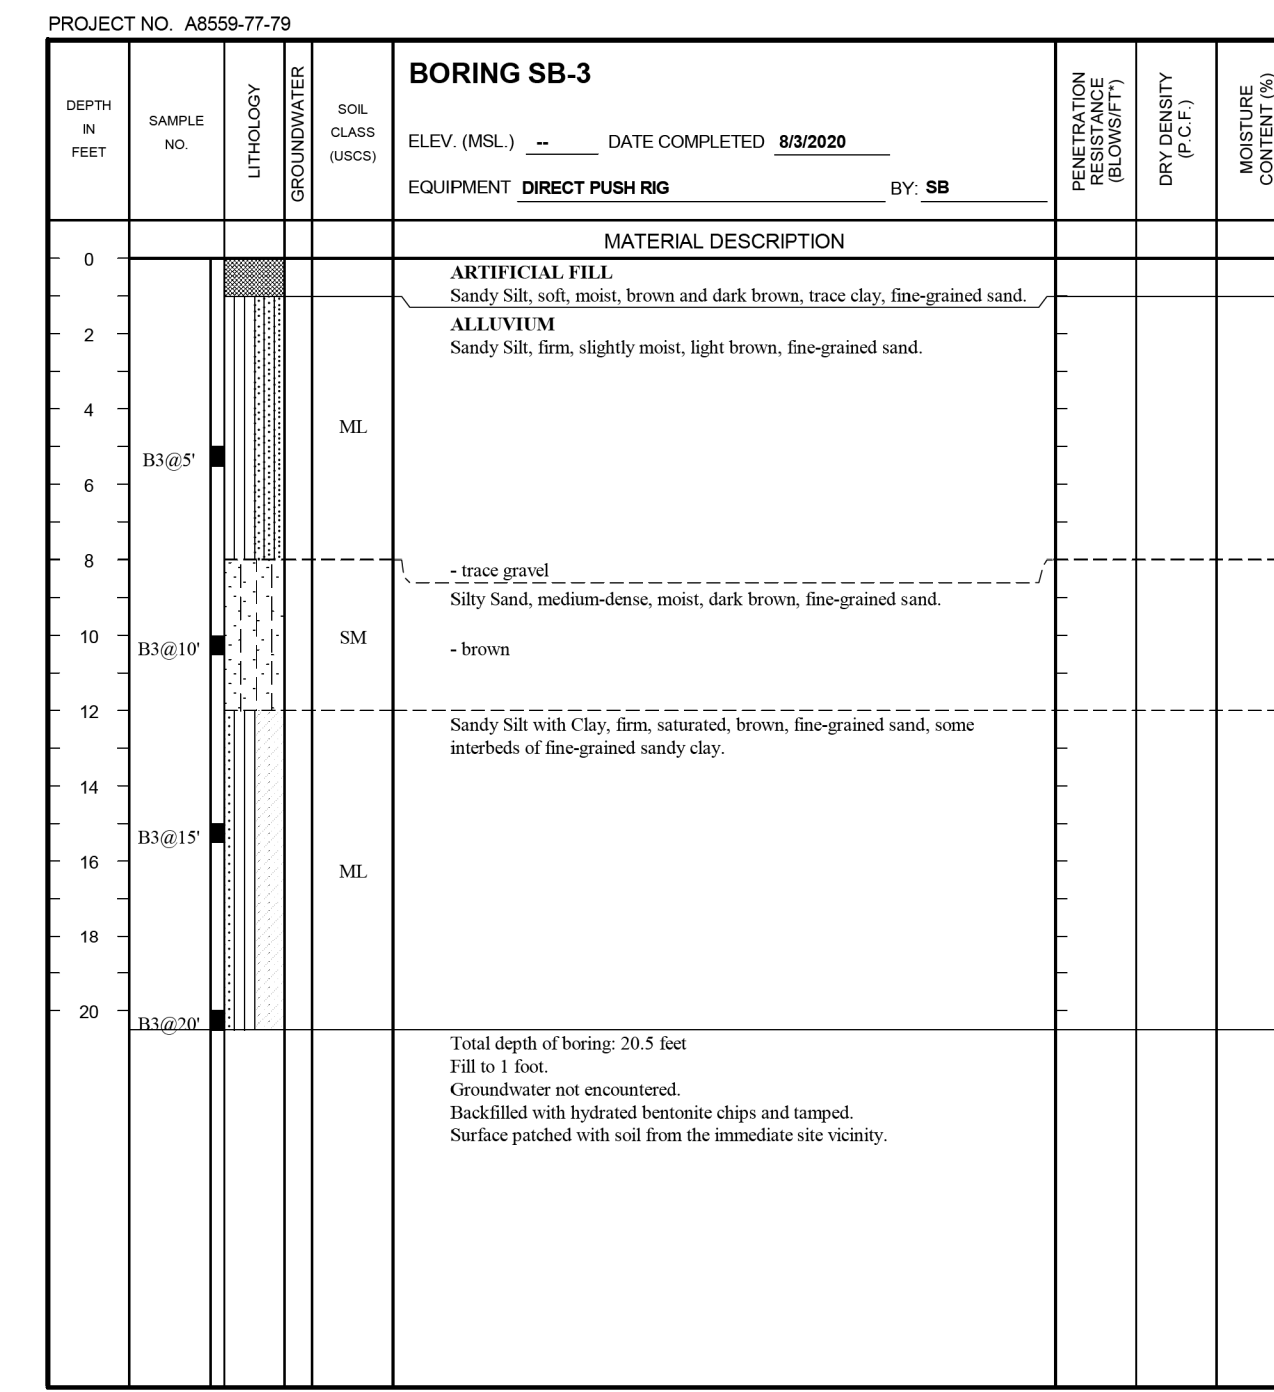 PROJECT NO. A8559-77-79
DEPTH
IN
FEET
SAMPLE
NO.
LITHOLOGY
GROUNDWATER
SOIL
CLASS
(USCS)
BORING SB-3
ELEV. (MSL.) -- DATE COMPLETED 8/3/2020
EQUIPMENT DIRECT PUSH RIG BY: SB
PENETRATION
RESISTANCE
(BLOWS/FT*)
DRY DENSITY
(P.C.F.)
MOISTURE
CONTENT (%)
MATERIAL DESCRIPTION
0
ARTIFICIAL FILL
Sandy Silt, soft, moist, brown and dark brown, trace clay, fine-grained sand.
ALLUVIUM
2
Sandy Silt, firm, slightly moist, light brown, fine-grained sand.
4
ML
B3@5'
6
8
- trace gravel
Silty Sand, medium-dense, moist, dark brown, fine-grained sand.
10
SM
B3@10'
- brown
12
Sandy Silt with Clay, firm, saturated, brown, fine-grained sand, some
interbeds of fine-grained sandy clay.
14
B3@15'
16
ML
18
20
B3@20'
Total depth of boring: 20.5 feet
Fill to 1 foot.
Groundwater not encountered.
Backfilled with hydrated bentonite chips and tamped.
Surface patched with soil from the immediate site vicinity.